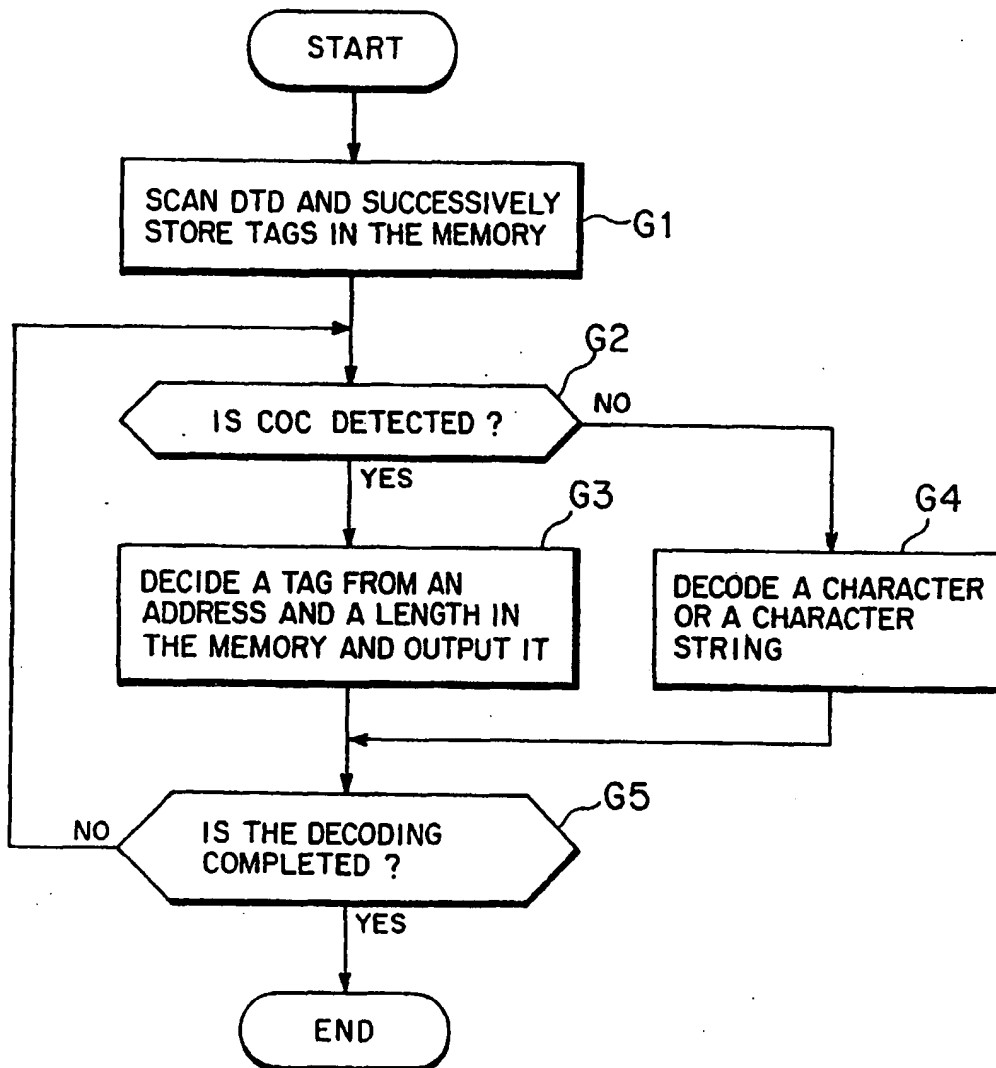 START
SCAN DTD AND SUCCESSIVELY
STORE TAGS IN THE MEMORY
G1
G2
IS COC DETECTED ?
NO
YES
G3
DECIDE A TAG FROM AN
ADDRESS AND A LENGTH IN
THE MEMORY AND OUTPUT IT
G4
DECODE A CHARACTER
OR A CHARACTER
STRING
G5
NO
IS THE DECODING
COMPLETED ?
YES
END